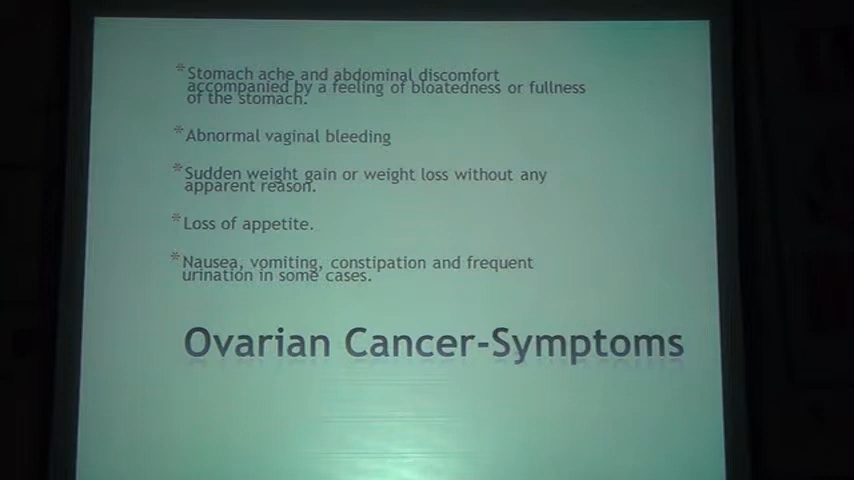 *Stomach ache and abdominal discomfort
accompanied by a feeling of bloatedness or fullness
of the stomach.
*Abnormal vaginal bleeding
*Sudden weight gain or weight loss without any
apparent reason.
*Loss of appetite.
*Nausea, vomiting, constipation and frequent
urination in some cases.
Ovarian Cancer-Symptoms